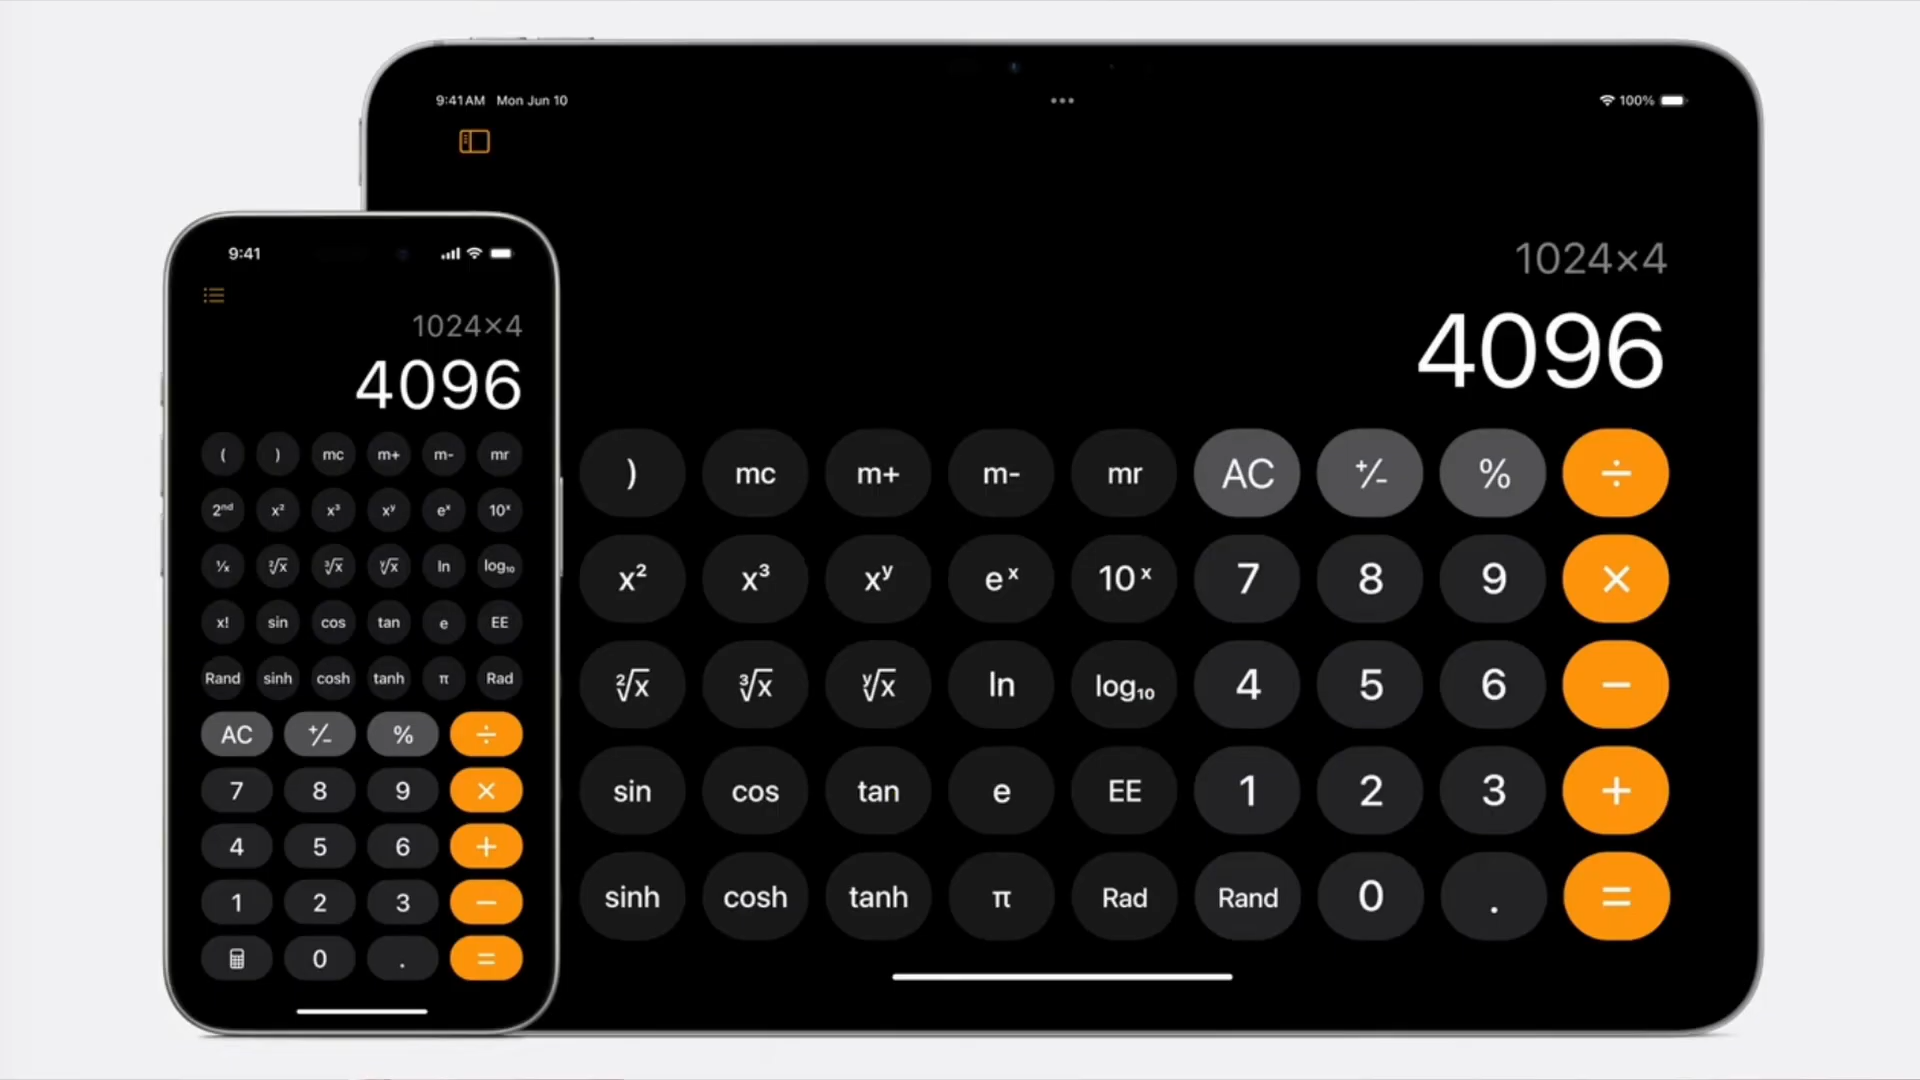 9:41 AM Mon Jun 10
100%
1024×4
4096
) mc m+ m- mr AC ⁺∕₋ % ÷
x² x³ xʸ eˣ 10ˣ 7 8 9 ×
²√x ³√x ʸ√x ln log₁₀ 4 5 6 −
sin cos tan e EE 1 2 3 +
sinh cosh tanh π Rad Rand 0 . =
9:41
1024×4
4096
( ) mc m+ m- mr
2ⁿᵈ x² x³ xʸ eˣ 10ˣ
¹∕ₓ ²√x ³√x ʸ√x ln log₁₀
x! sin cos tan e EE
Rand sinh cosh tanh π Rad
AC ⁺∕₋ % ÷
7 8 9 ×
4 5 6 +
1 2 3 −
0 . =